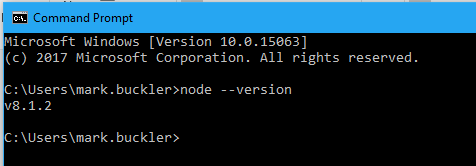 Command Prompt
Microsoft Windows [Version 10.0.15063]
(c) 2017 Microsoft Corporation. All rights reserved.
C:\Users\mark.buckler>node --version
v8.1.2
C:\Users\mark.buckler>